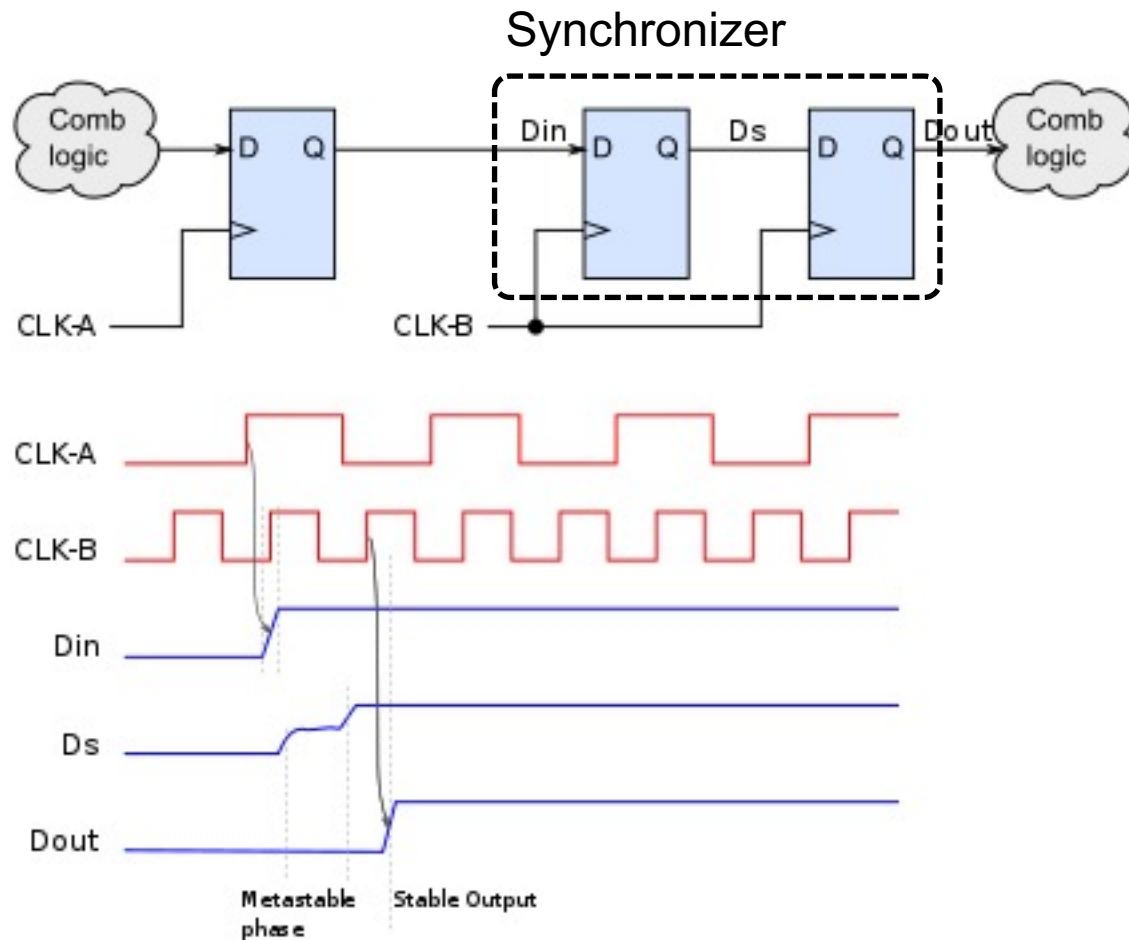 Synchronizer
Comb
logic
D Q
Din
D Q
Ds
D Q
Dout
Comb
logic
CLK-A
CLK-B
CLK-A
CLK-B
Din
Ds
Dout
Metastable
phase
Stable Output